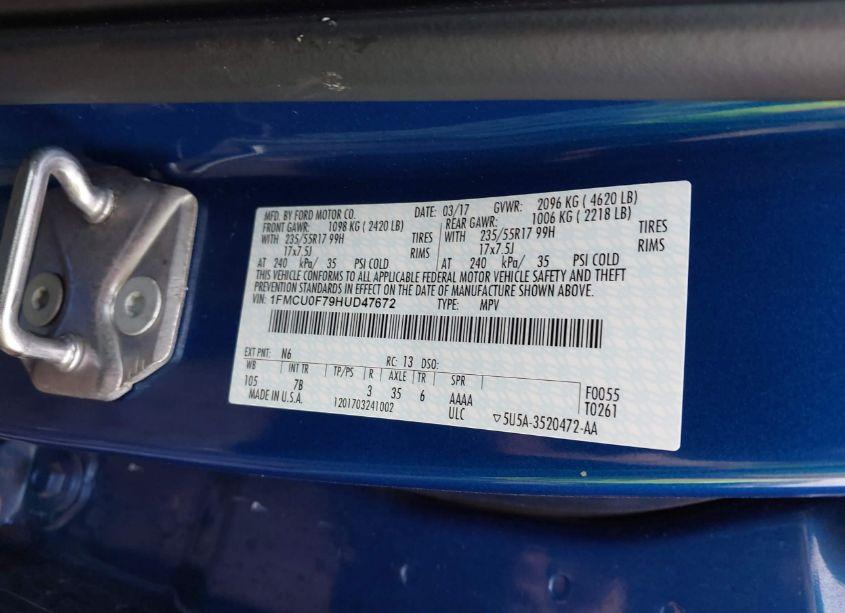 MFD. BY FORD MOTOR CO. DATE: 03/17 GVWR: 2096 KG ( 4620 LB)
FRONT GAWR: 1098 KG ( 2420 LB) REAR GAWR: 1006 KG ( 2218 LB)
WITH 235/55R17 99H TIRES WITH 235/55R17 99H TIRES
17x7.5J RIMS 17x7.5J RIMS
AT 240 kPa/ 35 PSI COLD AT 240 kPa/ 35 PSI COLD
THIS VEHICLE CONFORMS TO ALL APPLICABLE FEDERAL MOTOR VEHICLE SAFETY AND THEFT
PREVENTION STANDARDS IN EFFECT ON THE DATE OF MANUFACTURE SHOWN ABOVE.
VIN: 1FMCU0F79HUD47672 TYPE: MPV
EXT PNT: N6 RC: 13 DSO:
WB INT TR TP/PS R AXLE TR SPR
105 7B 3 35 6 AAAA F0055
MADE IN U.S.A. 1201703241002 ULC T0261
▽5U5A-3520472-AA